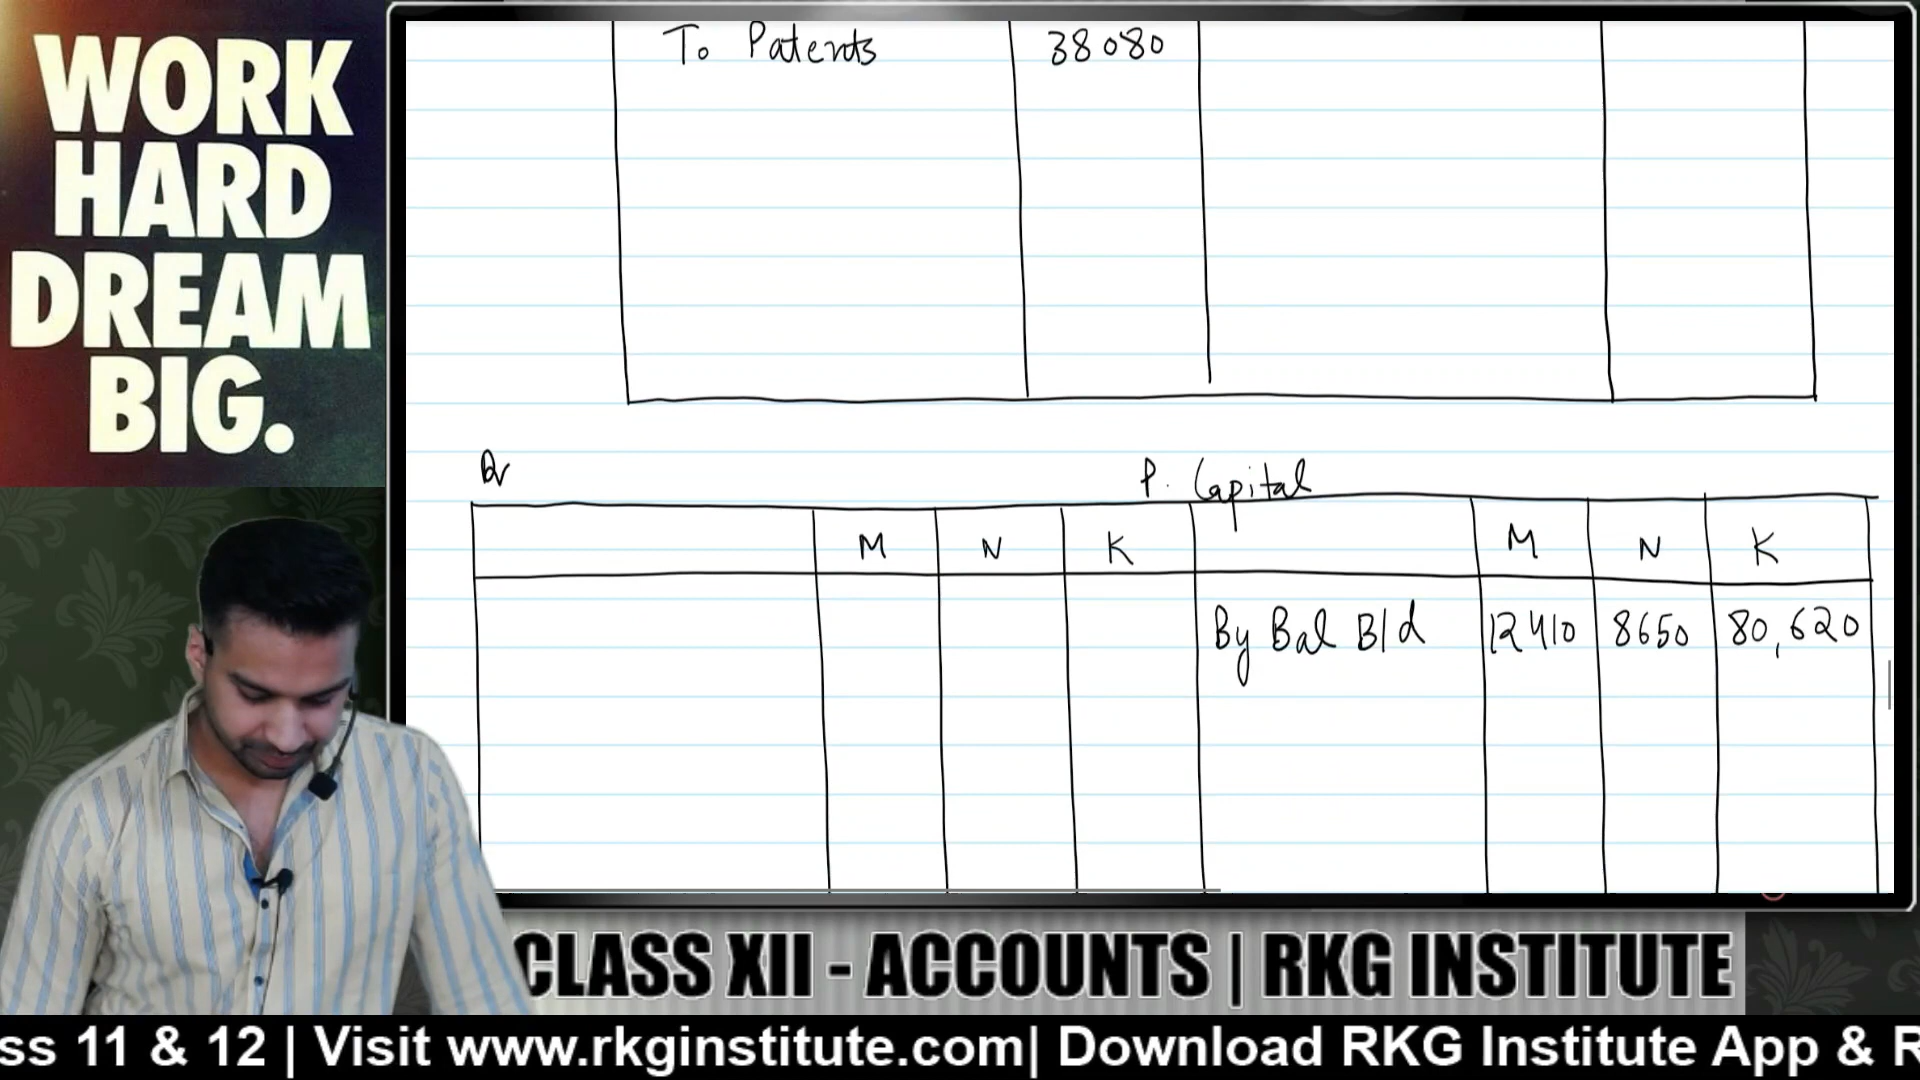 WORK
HARD
DREAM
BIG.
To Patents 38080
Dr P. Capital
M N K M N K
By Bal B/d 12410 8650 80,620
CLASS XII - ACCOUNTS | RKG INSTITUTE
ss 11 & 12 | Visit www.rkginstitute.com| Download RKG Institute App & R